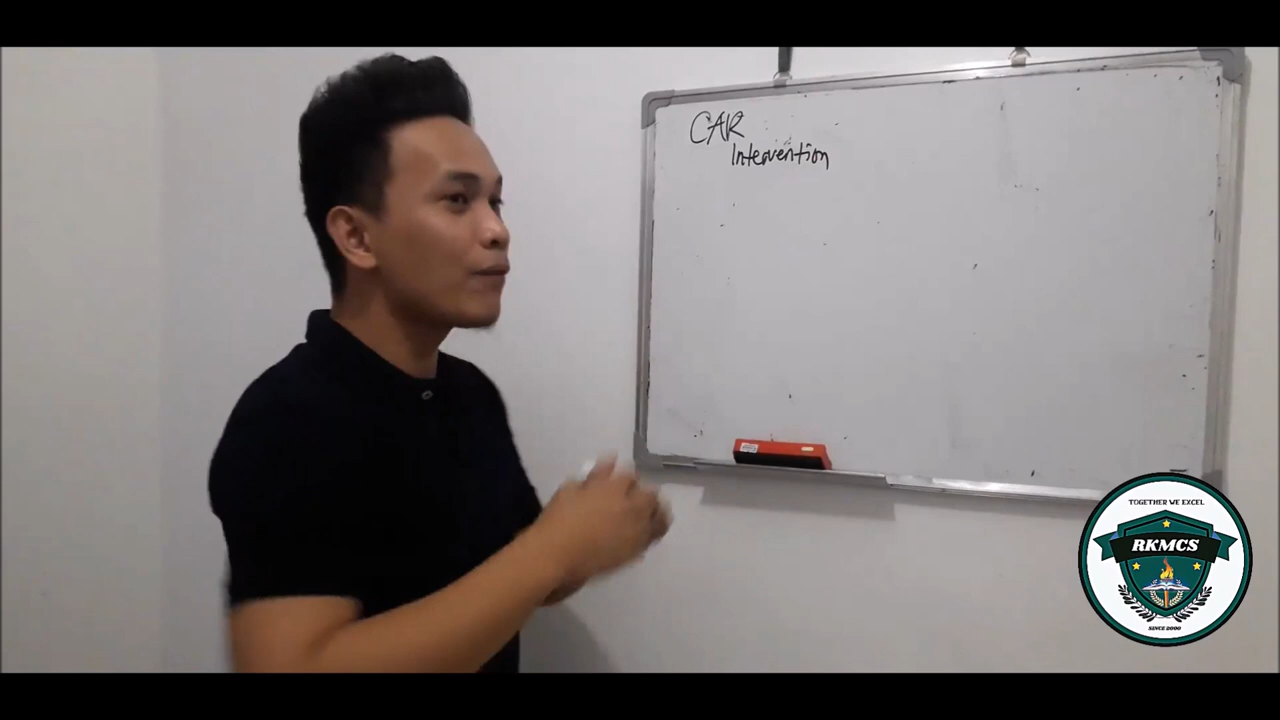 CAR
Intervention
TOGETHER WE EXCEL
RKMCS
SINCE 2000